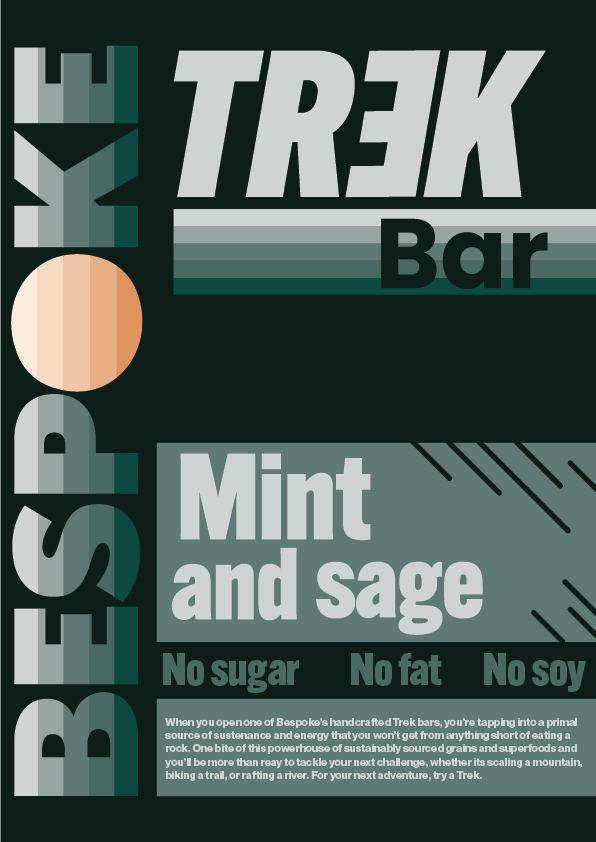 BESPOKE
TREK
Bar
Mint
and sage
No sugar No fat No soy
When you open one of Bespoke's handcrafted Trek bars, you're tapping into a primal
source of sustenance and energy that you won't get from anything short of eating a
rock. One bite of this powerhouse of sustainably sourced grains and superfoods and
you'll be more than reay to tackle your next challenge, whether its scaling a mountain,
biking a trail, or rafting a river. For your next adventure, try a Trek.